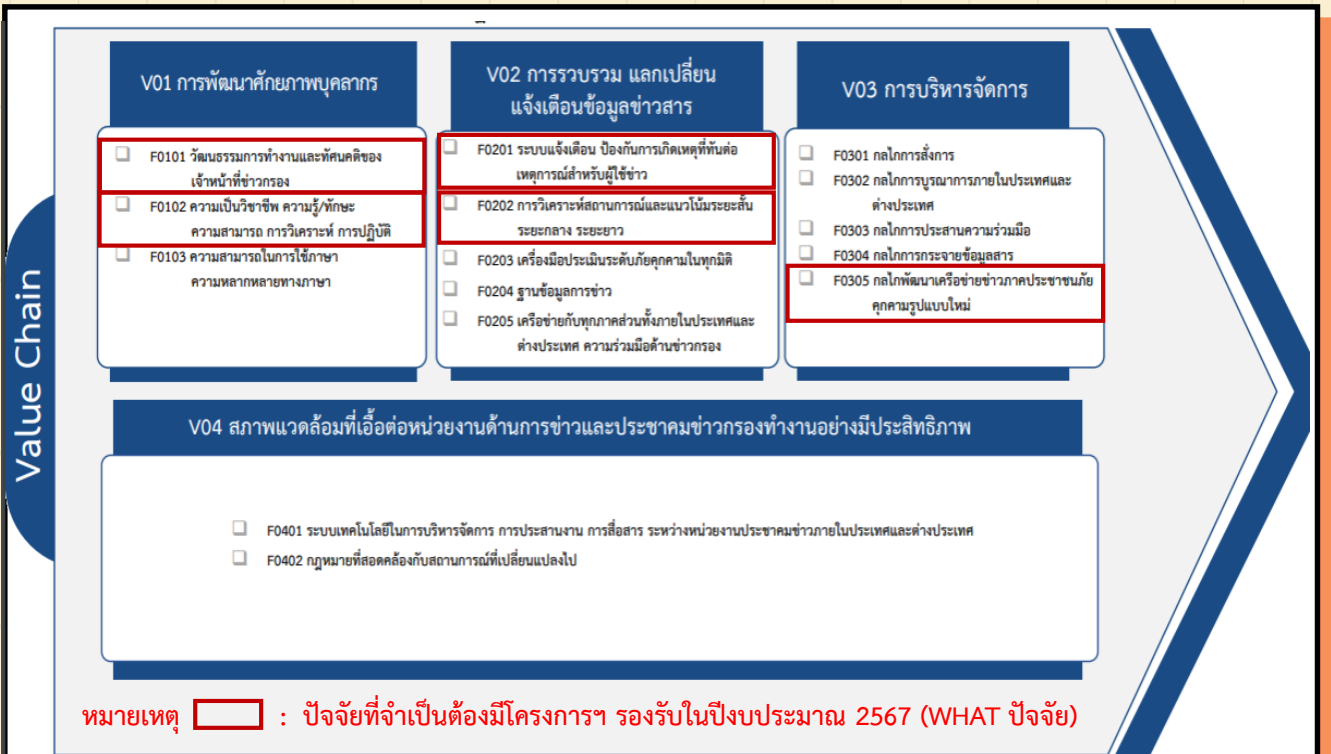 Value Chain
V01 การพัฒนาศักยภาพบุคลากร
F0101 วัฒนธรรมการทำงานและทัศนคติของ
เจ้าหน้าที่ข่าวกรอง
F0102 ความเป็นวิชาชีพ ความรู้/ทักษะ
ความสามารถ การวิเคราะห์ การปฏิบัติ
F0103 ความสามารถในการใช้ภาษา
ความหลากหลายทางภาษา
V02 การรวบรวม แลกเปลี่ยน
แจ้งเตือนข้อมูลข่าวสาร
F0201 ระบบแจ้งเตือน ป้องกันการเกิดเหตุที่ทันต่อ
เหตุการณ์สำหรับผู้ใช้ข่าว
F0202 การวิเคราะห์สถานการณ์และแนวโน้มระยะสั้น
ระยะกลาง ระยะยาว
F0203 เครื่องมือประเมินระดับภัยคุกคามในทุกมิติ
F0204 ฐานข้อมูลการข่าว
F0205 เครือข่ายกับทุกภาคส่วนทั้งภายในประเทศและ
ต่างประเทศ ความร่วมมือด้านข่าวกรอง
V03 การบริหารจัดการ
F0301 กลไกการสั่งการ
F0302 กลไกการบูรณาการภายในประเทศและ
ต่างประเทศ
F0303 กลไกการประสานความร่วมมือ
F0304 กลไกการกระจายข้อมูลสาร
F0305 กลไกพัฒนาเครือข่ายข่าวภาคประชาชนภัย
คุกคามรูปแบบใหม่
V04 สภาพแวดล้อมที่เอื้อต่อหน่วยงานด้านการข่าวและประชาคมข่าวกรองทำงานอย่างมีประสิทธิภาพ
F0401 ระบบเทคโนโลยีในการบริหารจัดการ การประสานงาน การสื่อสาร ระหว่างหน่วยงานประชาคมข่าวภายในประเทศและต่างประเทศ
F0402 กฎหมายที่สอดคล้องกับสถานการณ์ที่เปลี่ยนแปลงไป
หมายเหตุ : ปัจจัยที่จำเป็นต้องมีโครงการฯ รองรับในปีงบประมาณ 2567 (WHAT ปัจจัย)